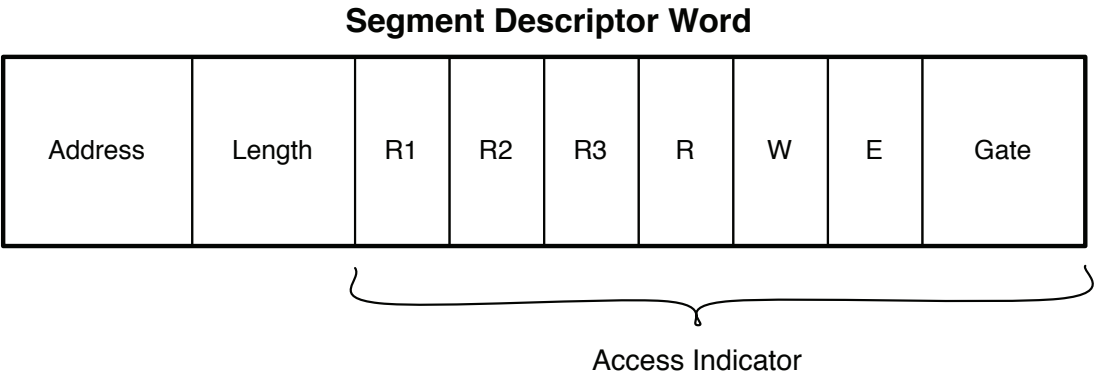 Segment Descriptor Word
Address Length R1 R2 R3 R W E Gate
Access Indicator